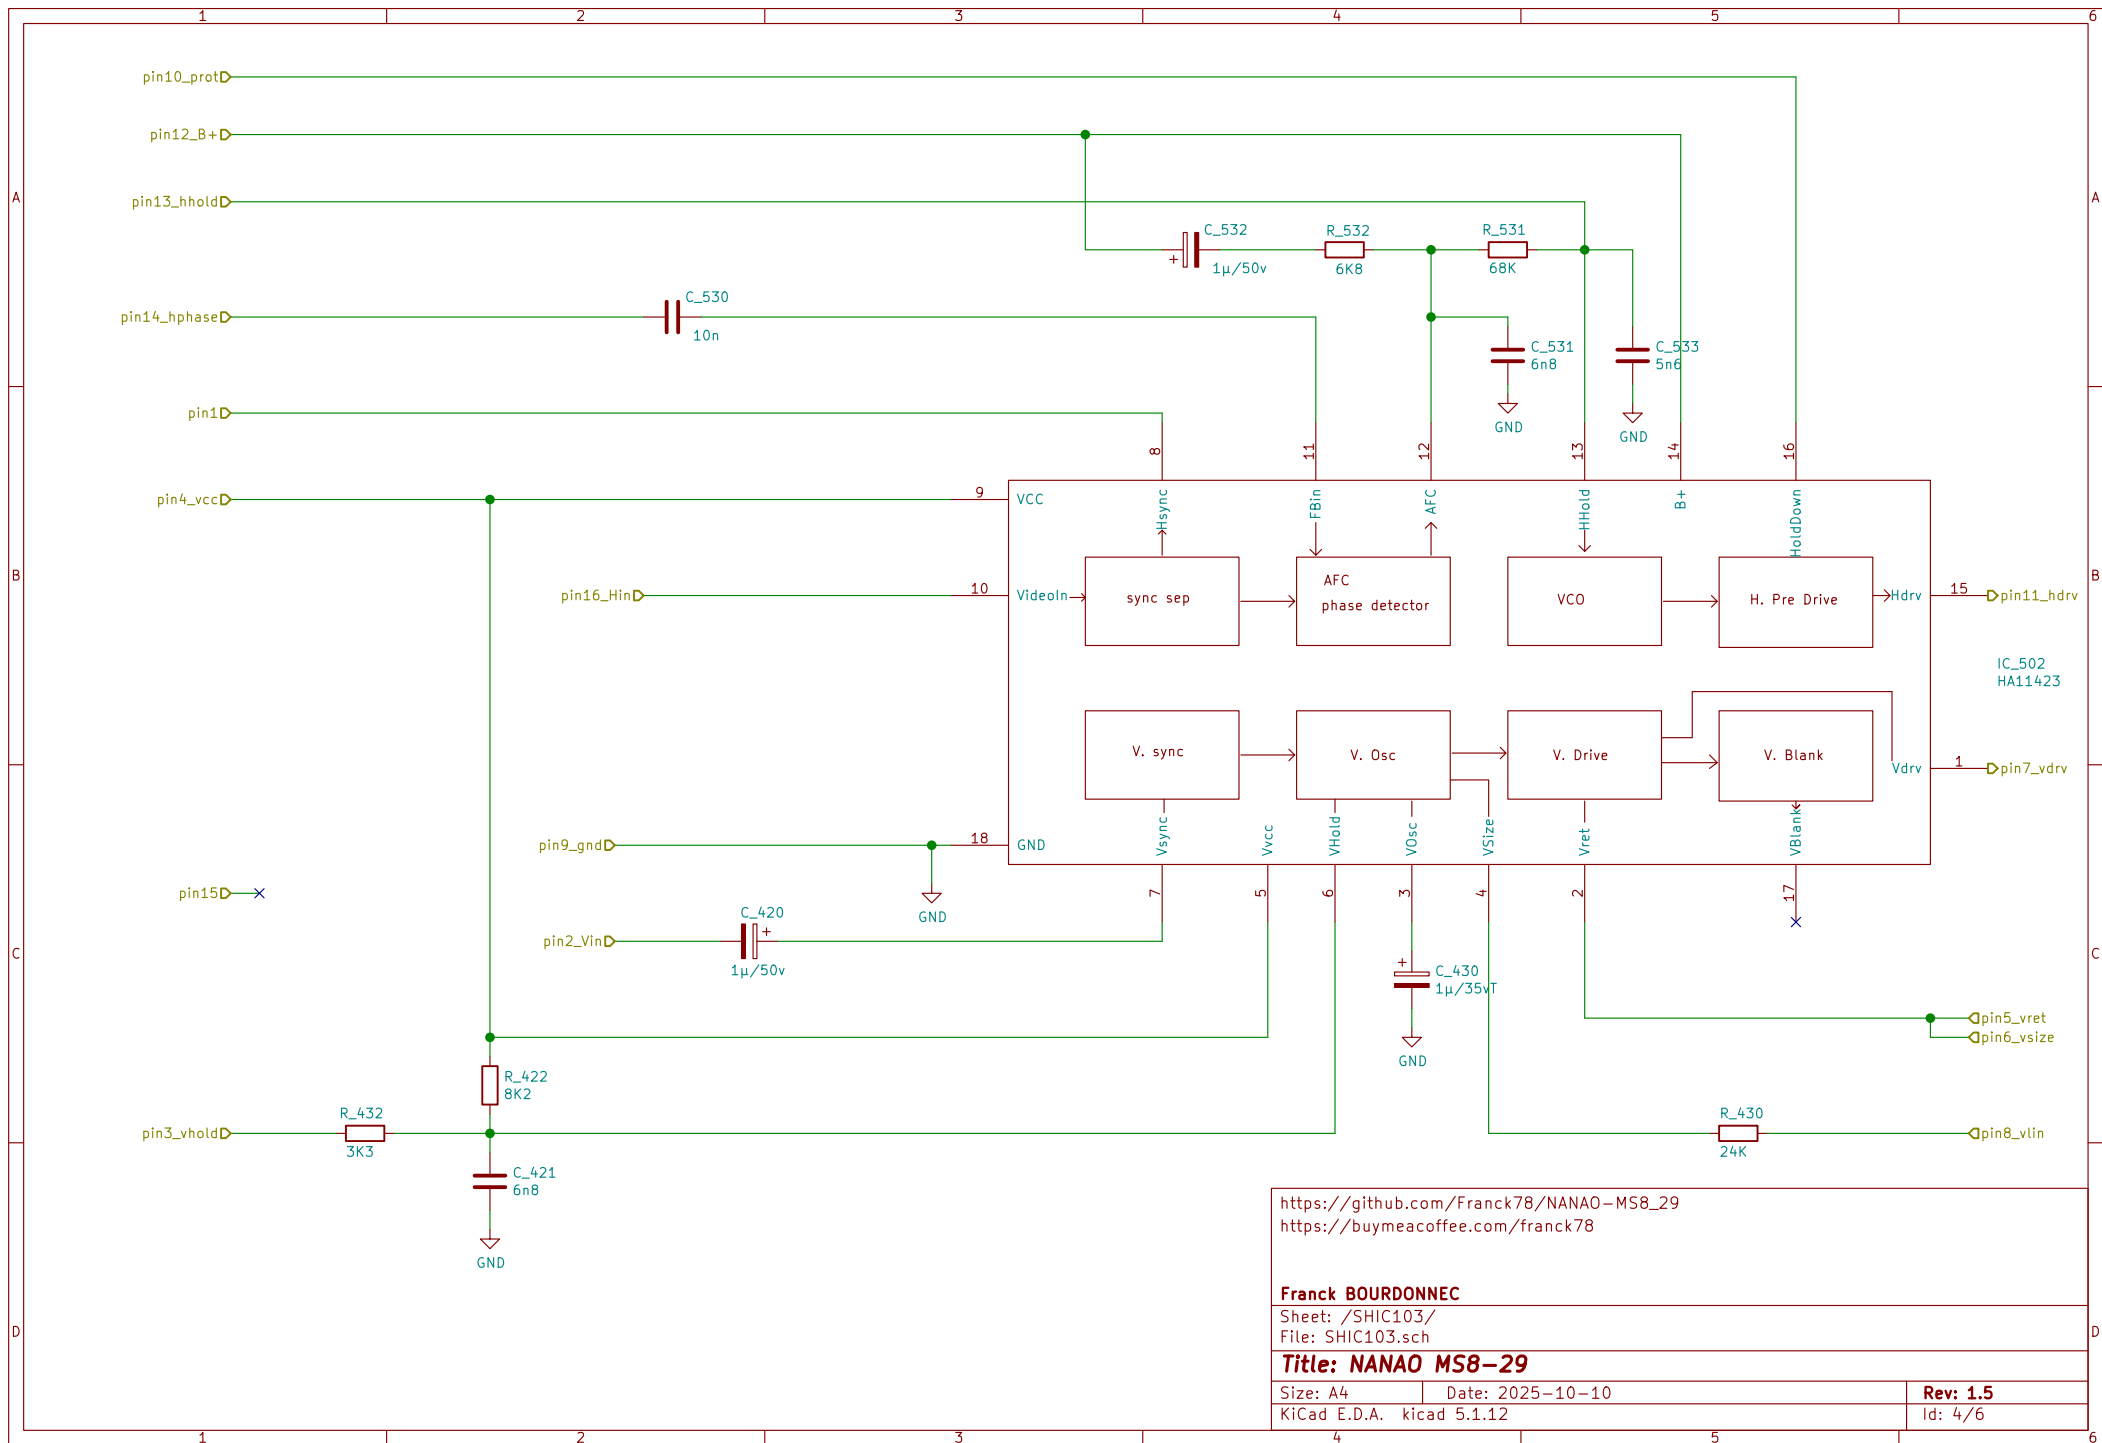 1 2 3 4 5 6
pin10_prot
pin12_B+
A A
pin13_hhold
C_532 R_532 R_531
+ 1µ/50v 6K8 68K
C_530
pin14_hphase
10n
C_531 C_533
6n8 5n6
pin1
GND
GND
8 11 12 13 14 16
pin4_vcc 9 VCC
Hsync FBin AFC HHold B+ HoldDown
B B
AFC
pin16_Hin 10 VideoIn sync sep phase detector VCO H. Pre Drive Hdrv 15 pin11_hdrv
IC_502
HA11423
V. sync V. Osc V. Drive V. Blank
Vdrv 1 pin7_vdrv
Vsync Vvcc VHold VOsc VSize Vret VBlank
pin9_gnd 18 GND
pin15
7 5 6 3 4 2 17
C_420 GND
+
pin2_Vin
C C
1µ/50v
+ C_430
1µ/35vT
pin5_vret
pin6_vsize
GND
R_422
8K2
R_432 R_430
pin3_vhold pin8_vlin
3K3 24K
C_421
6n8
GND
https://github.com/Franck78/NANAO-MS8_29
https://buymeacoffee.com/franck78
Franck BOURDONNEC
Sheet: /SHIC103/
D D
File: SHIC103.sch
Title: NANAO MS8-29
Size: A4 Date: 2025-10-10 Rev: 1.5
KiCad E.D.A. kicad 5.1.12 Id: 4/6
1 2 3 4 5 6